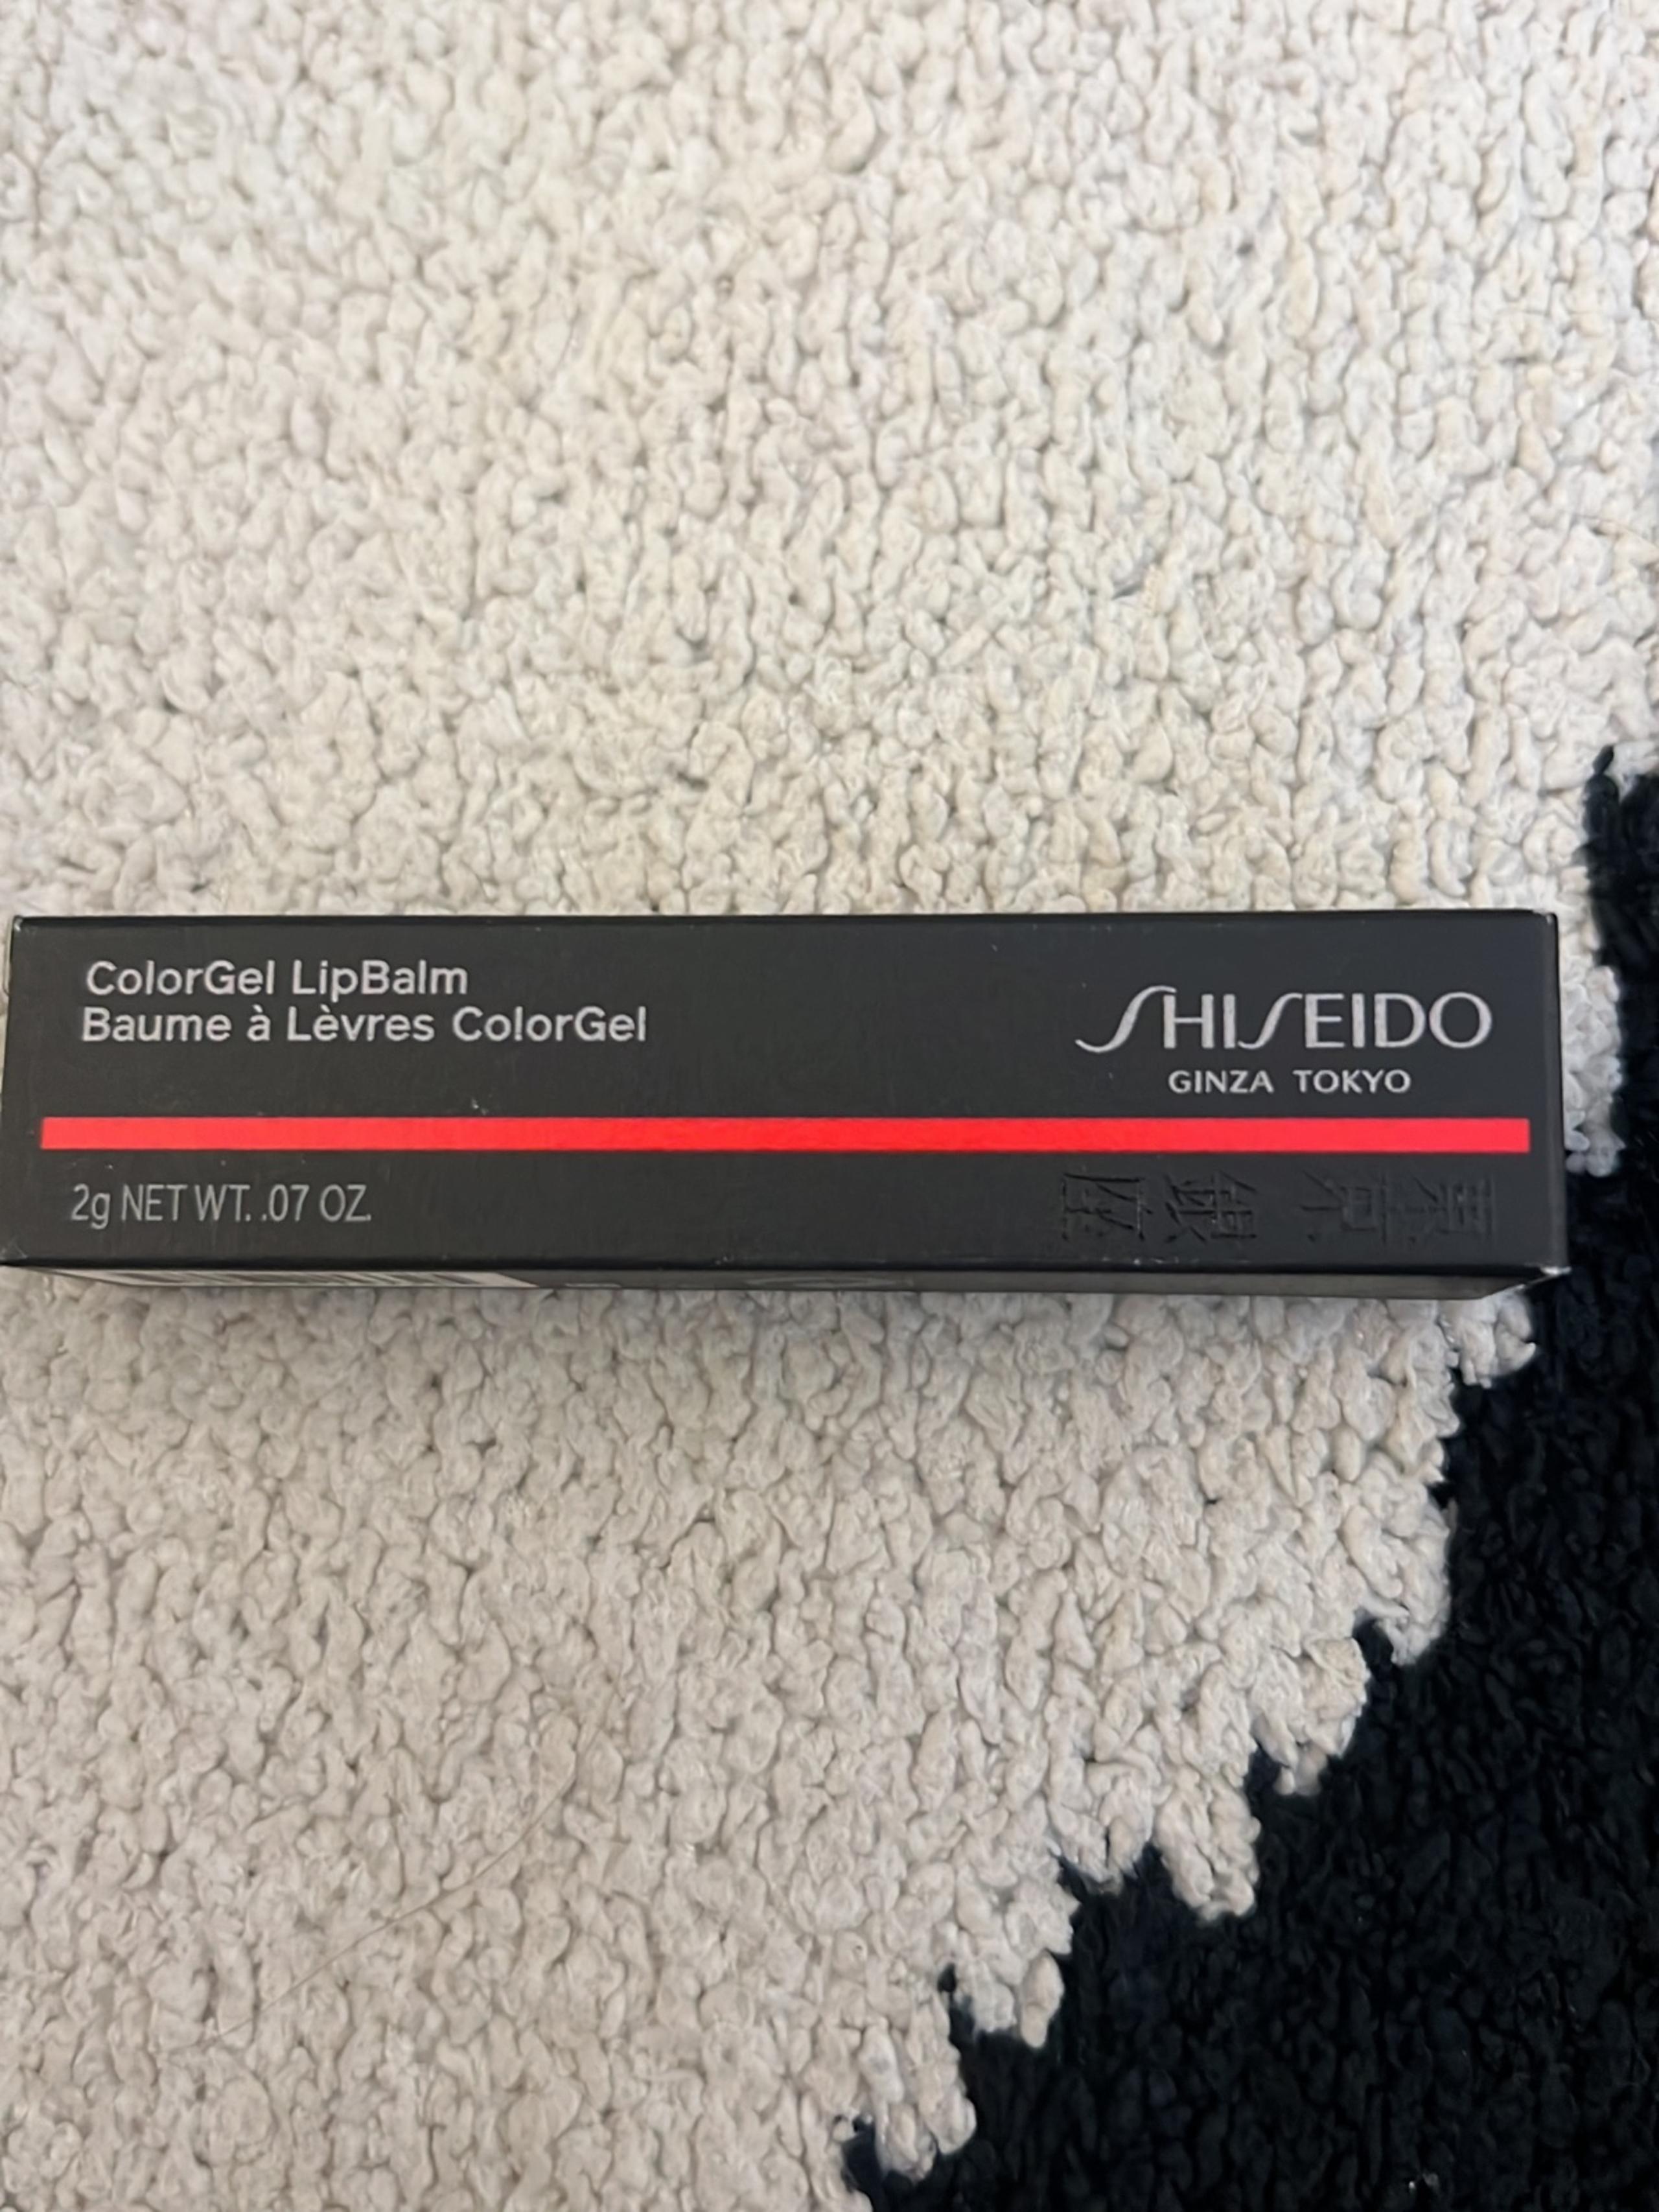 ColorGel LipBalm
Baume à Lèvres ColorGel
SHISEIDO
GINZA TOKYO
2g NET WT. .07 OZ.